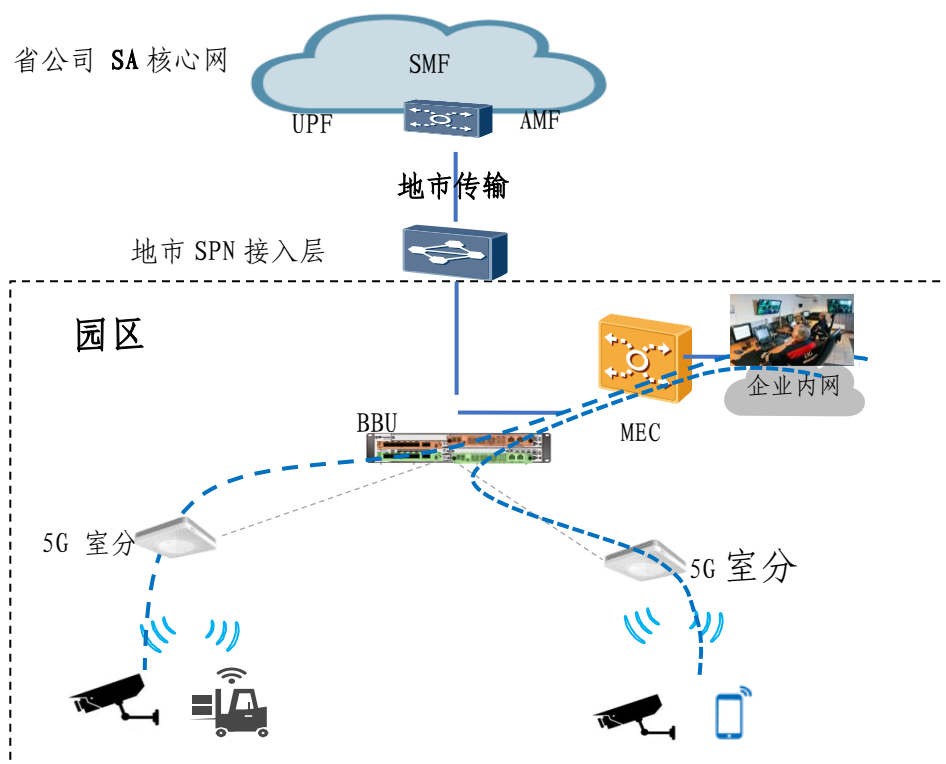 省公司 SA 核心网
SMF
UPF
AMF
地市传输
地市 SPN 接入层
园区
企业内网
BBU
MEC
5G 室分
5G 室分